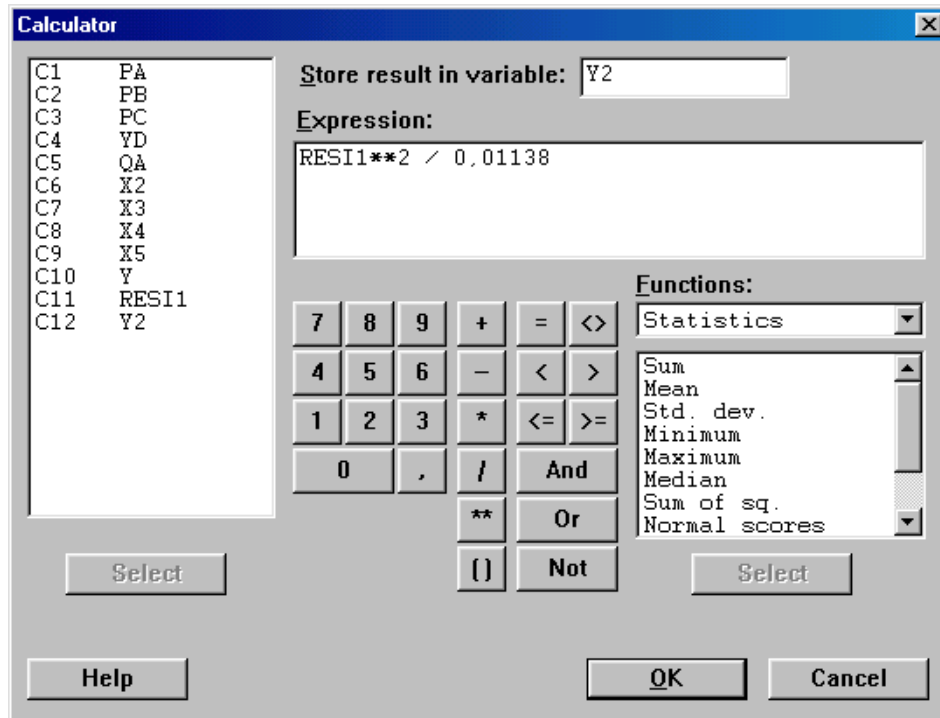 Calculator
C1 PA
C2 PB
C3 PC
C4 YD
C5 QA
C6 X2
C7 X3
C8 X4
C9 X5
C10 Y
C11 RESI1
C12 Y2
Select
Help
Store result in variable: Y2
Expression:
RESI1**2 / 0,01138
7 8 9 + = <>
4 5 6 − < >
1 2 3 * <= >=
0 , / And
** Or
() Not
Functions:
Statistics
Sum
Mean
Std. dev.
Minimum
Maximum
Median
Sum of sq.
Normal scores
Select
OK Cancel